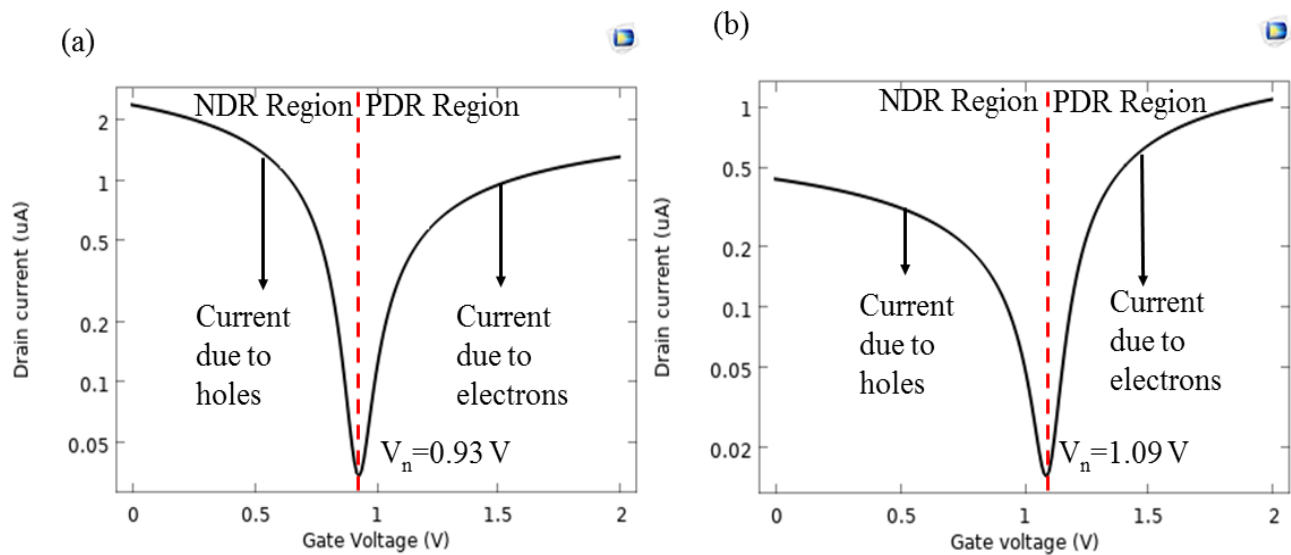 (a)
NDR Region PDR Region
Drain current (uA)
2
1
0.5
0.2
0.1
0.05
Current
due to
holes
Current
due to
electrons
Vn=0.93 V
0 0.5 1 1.5 2
Gate Voltage (V)
(b)
NDR Region PDR Region
Drain current (uA)
1
0.5
0.2
0.1
0.05
0.02
Current
due to
holes
Current
due to
electrons
Vn=1.09 V
0 0.5 1 1.5 2
Gate voltage (V)